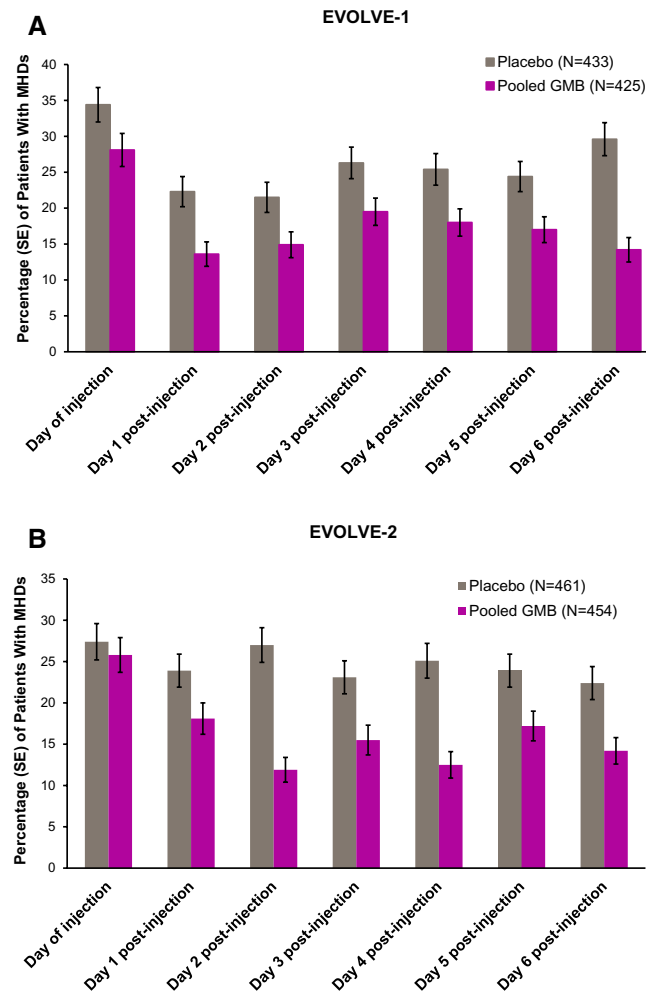 A
EVOLVE-1
Percentage (SE) of Patients With MHDs
40
35
30
25
20
15
10
5
0
Placebo (N=433)
Pooled GMB (N=425)
Day of injection
Day 1 post-injection
Day 2 post-injection
Day 3 post-injection
Day 4 post-injection
Day 5 post-injection
Day 6 post-injection
B
EVOLVE-2
Percentage (SE) of Patients With MHDs
35
30
25
20
15
10
5
0
Placebo (N=461)
Pooled GMB (N=454)
Day of injection
Day 1 post-injection
Day 2 post-injection
Day 3 post-injection
Day 4 post-injection
Day 5 post-injection
Day 6 post-injection